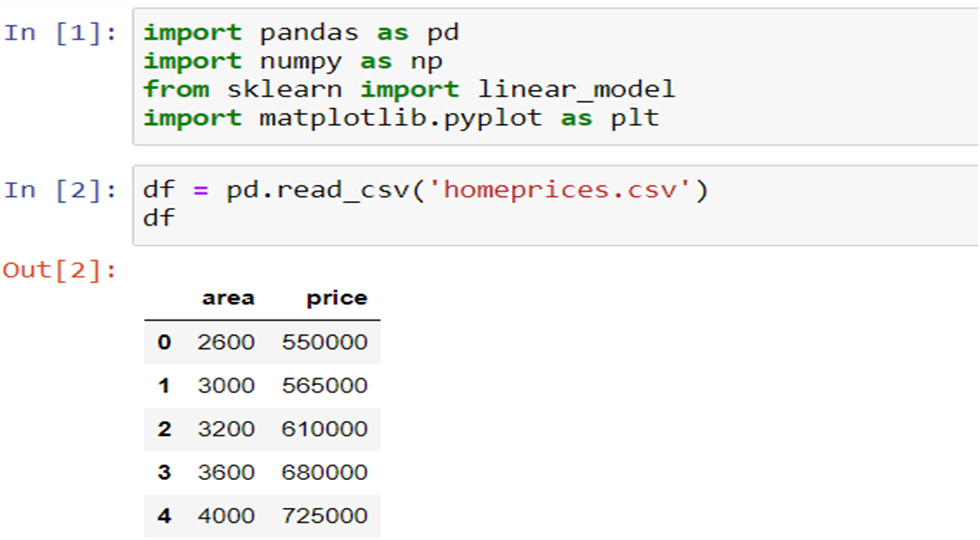 In [1]: import pandas as pd
import numpy as np
from sklearn import linear_model
import matplotlib.pyplot as plt
In [2]: df = pd.read_csv('homeprices.csv')
df
Out[2]:
area price
0 2600 550000
1 3000 565000
2 3200 610000
3 3600 680000
4 4000 725000